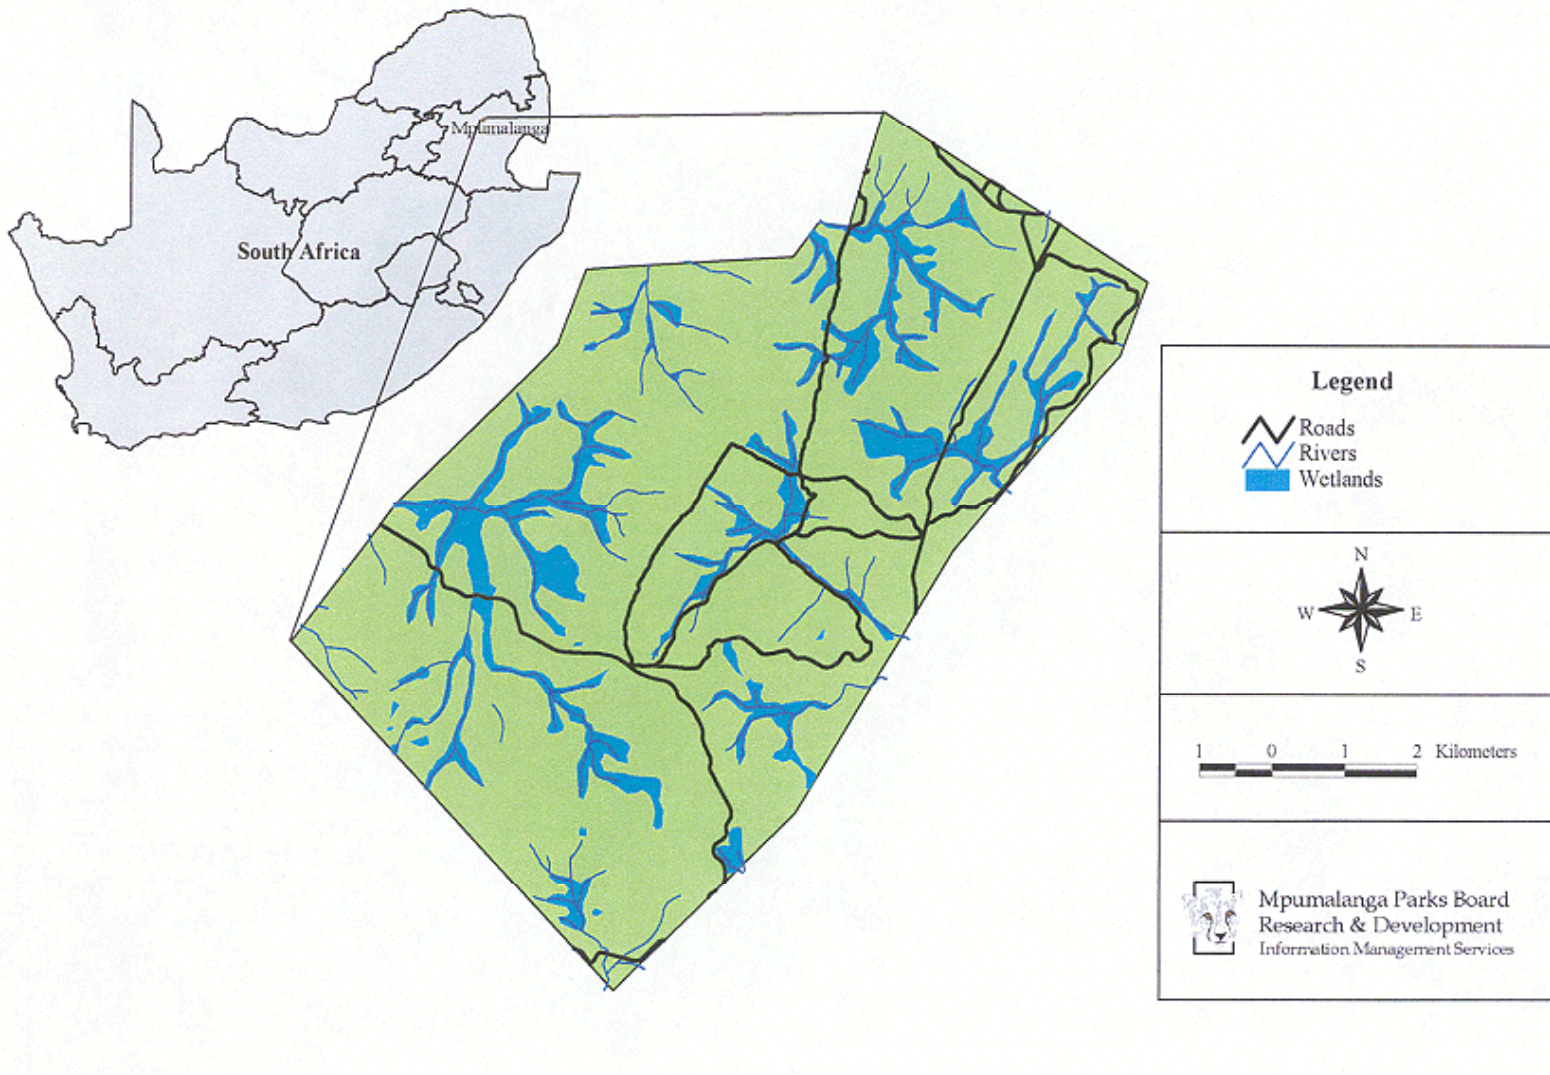 Mpumalanga
South Africa
Legend
Roads
Rivers
Wetlands
N
W
E
S
1 0 1 2 Kilometers
Mpumalanga Parks Board
Research & Development
Information Management Services